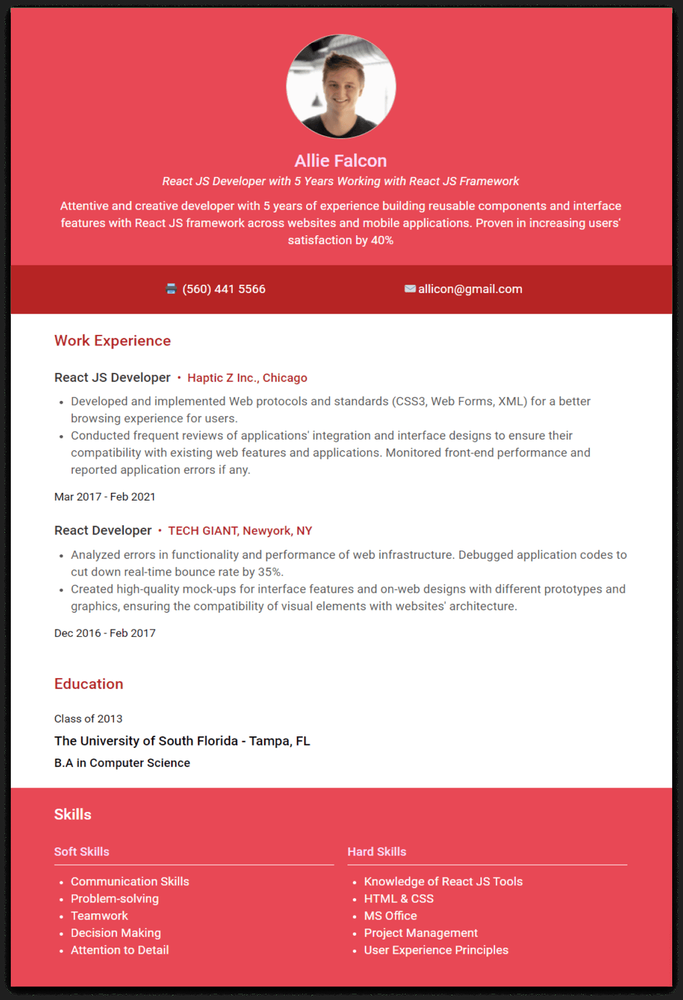 Allie Falcon
React JS Developer with 5 Years Working with React JS Framework
Attentive and creative developer with 5 years of experience building reusable components and interface
features with React JS framework across websites and mobile applications. Proven in increasing users‘
satisfaction by 40%
(560) 441 5566
allicon@gmail.com
Work Experience
React JS Developer • Haptic Z Inc., Chicago
• Developed and implemented Web protocols and standards (CSS3, Web Forms, XML) for a better
browsing experience for users.
• Conducted frequent reviews of applications' integration and interface designs to ensure their
compatibility with existing web features and applications. Monitored front-end performance and
reported application errors if any.
Mar 2017 - Feb 2021
React Developer • TECH GIANT, Newyork, NY
• Analyzed errors in functionality and performance of web infrastructure. Debugged application codes to
cut down real-time bounce rate by 35%.
• Created high-quality mock-ups for interface features and on-web designs with different prototypes and
graphics, ensuring the compatibility of visual elements with websites' architecture.
Dec 2016 - Feb 2017
Education
Class of 2013
The University of South Florida - Tampa, FL
B.A in Computer Science
Skills
Soft Skills
• Communication Skills
• Problem-solving
• Teamwork
• Decision Making
• Attention to Detail
Hard Skills
• Knowledge of React JS Tools
• HTML & CSS
• MS Office
• Project Management
• User Experience Principles